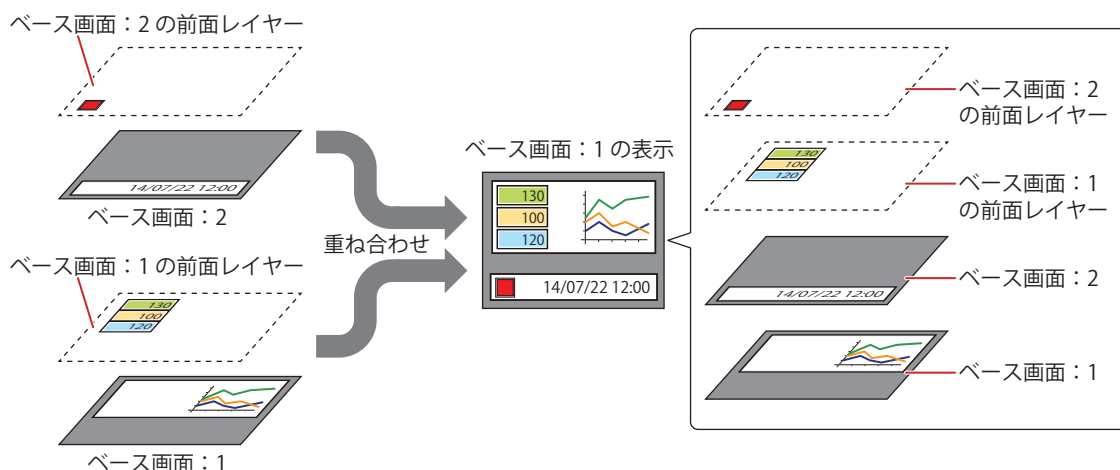 ベース画面：2 の前面レイヤー
14/07/22 12:00
ベース画面：2
ベース画面：1 の前面レイヤー
130
100
120
ベース画面：1
重ね合わせ
ベース画面：1 の表示
130
100
120
14/07/22 12:00
ベース画面：2
の前面レイヤー
130
100
120
ベース画面：1
の前面レイヤー
14/07/22 12:00
ベース画面：2
ベース画面：1